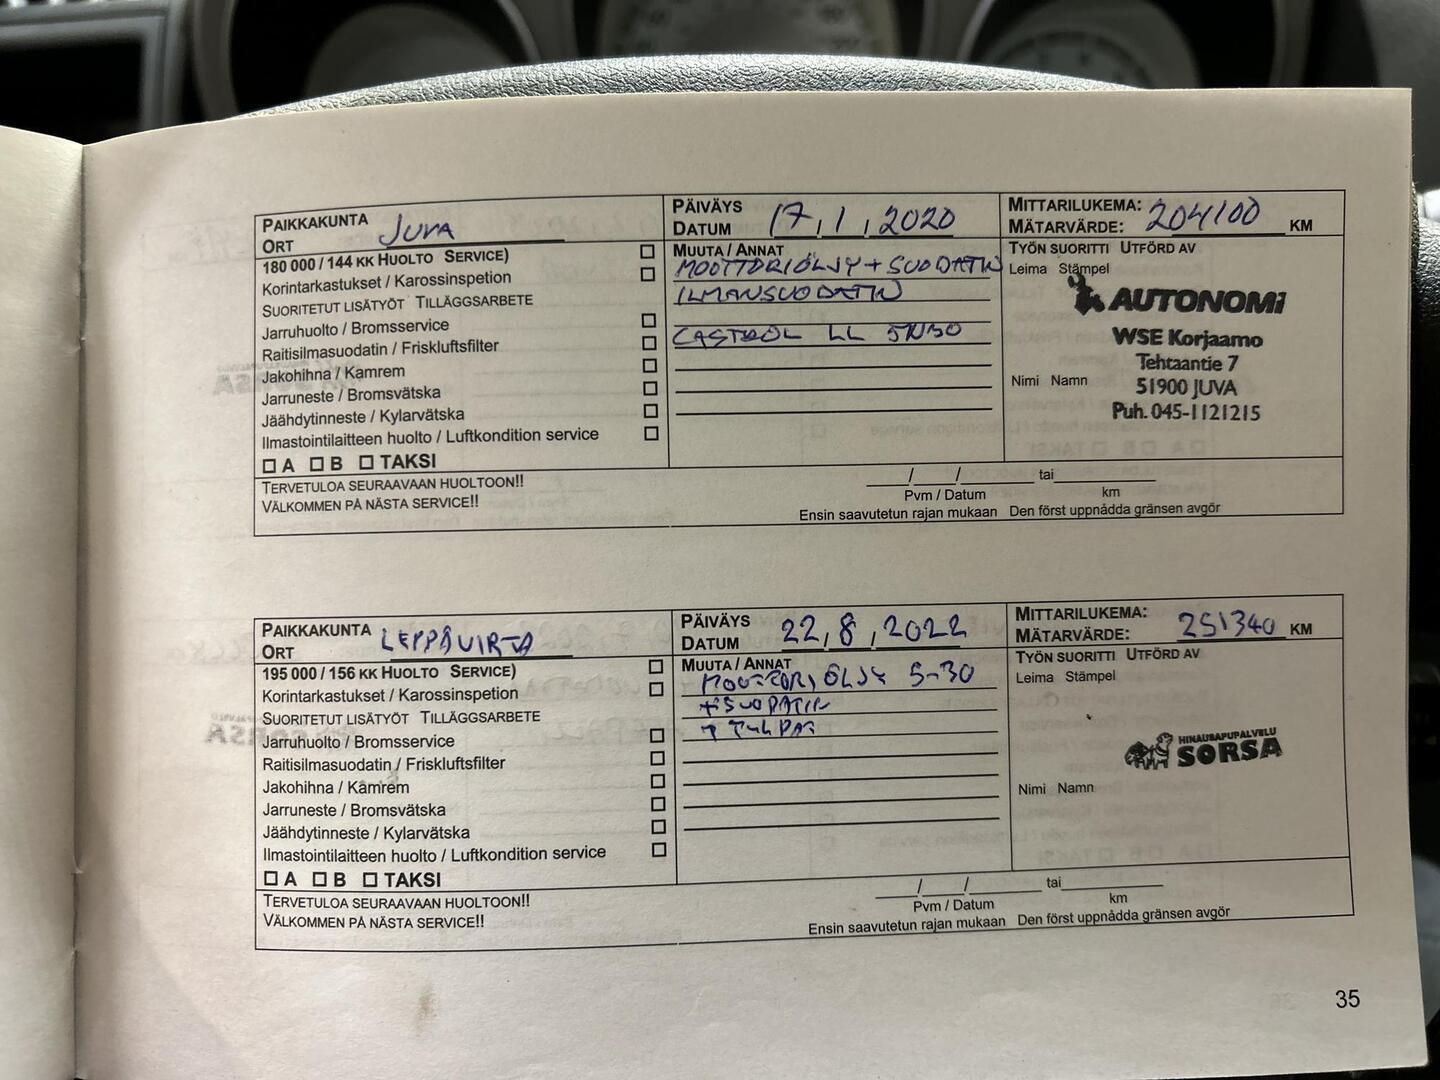 PAIKKAKUNTA JUVA
ORT
PÄIVÄYS
DATUM 17,1,2020
MITTARILUKEMA:
MÄTARVÄRDE: 204100 KM
180 000 / 144 KK HUOLTO SERVICE)
Korintarkastukset / Karossinspetion
SUORITETUT LISÄTYÖT TILLÄGGSARBETE
Jarruhuolto / Bromsservice
Raitisilmasuodatin / Friskluftsfilter
Jakohihna / Kamrem
Jarruneste / Bromsvätska
Jäähdytinneste / Kylarvätska
Ilmastointilaitteen huolto / Luftkondition service
A B TAKSI
MUUTA / ANNAT
MOOTTORIÖLJY + SUODATIN
ILMANSUODATIN
CASTROL LL 5W30
TYÖN SUORITTI UTFÖRD AV
Leima Stämpel
AUTONOMI
WSE Korjaamo
Tehtaantie 7
51900 JUVA
Puh. 045-1121215
Nimi Namn
TERVETULOA SEURAAVAAN HUOLTOON!!
VÄLKOMMEN PÅ NÄSTA SERVICE!!
/ / tai
Pvm / Datum km
Ensin saavutetun rajan mukaan Den först uppnådda gränsen avgör
PAIKKAKUNTA LEPPÄVIRTA
ORT
PÄIVÄYS
DATUM 22,8,2022
MITTARILUKEMA:
MÄTARVÄRDE: 251340 KM
195 000 / 156 KK HUOLTO SERVICE)
Korintarkastukset / Karossinspetion
SUORITETUT LISÄTYÖT TILLÄGGSARBETE
Jarruhuolto / Bromsservice
Raitisilmasuodatin / Friskluftsfilter
Jakohihna / Kamrem
Jarruneste / Bromsvätska
Jäähdytinneste / Kylarvätska
Ilmastointilaitteen huolto / Luftkondition service
A B TAKSI
MUUTA / ANNAT
MOOTTORIÖLJY 5-30
+ SUODATIN
+ TULPAT
TYÖN SUORITTI UTFÖRD AV
Leima Stämpel
HINAUSAPUPALVELU
SORSA
Nimi Namn
TERVETULOA SEURAAVAAN HUOLTOON!!
VÄLKOMMEN PÅ NÄSTA SERVICE!!
/ / tai
Pvm / Datum km
Ensin saavutetun rajan mukaan Den först uppnådda gränsen avgör
35